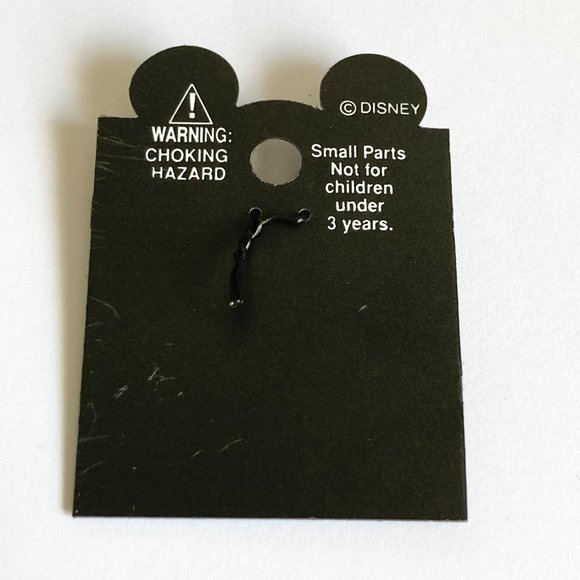 !
WARNING:
CHOKING
HAZARD
© DISNEY
Small Parts
Not for
children
under
3 years.